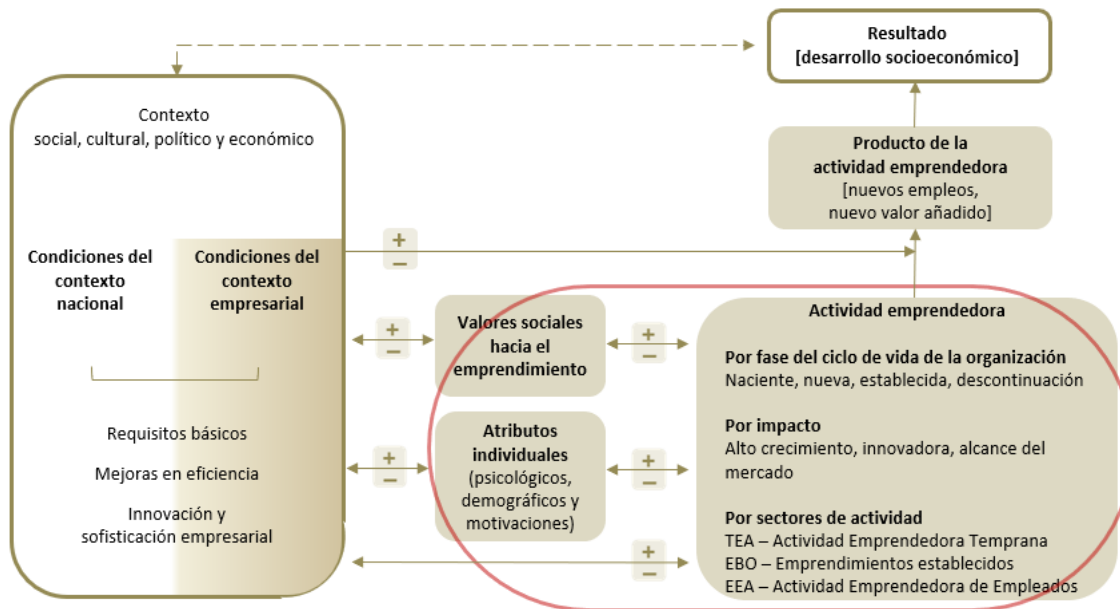 Resultado
[desarrollo socioeconómico]
Contexto
social, cultural, político y económico
Producto de la
actividad emprendedora
[nuevos empleos,
nuevo valor añadido]
Condiciones del
contexto
nacional
Condiciones del
contexto
empresarial
+
−
Valores sociales
hacia el
emprendimiento
+
−
+
−
Actividad emprendedora
Por fase del ciclo de vida de la organización
Naciente, nueva, establecida, descontinuación
Por impacto
Alto crecimiento, innovadora, alcance del
mercado
Por sectores de actividad
TEA – Actividad Emprendedora Temprana
EBO – Emprendimientos establecidos
EEA – Actividad Emprendedora de Empleados
Requisitos básicos
Mejoras en eficiencia
Innovación y
sofisticación empresarial
Atributos
individuales
(psicológicos,
demográficos y
motivaciones)
+
−
+
−
+
−